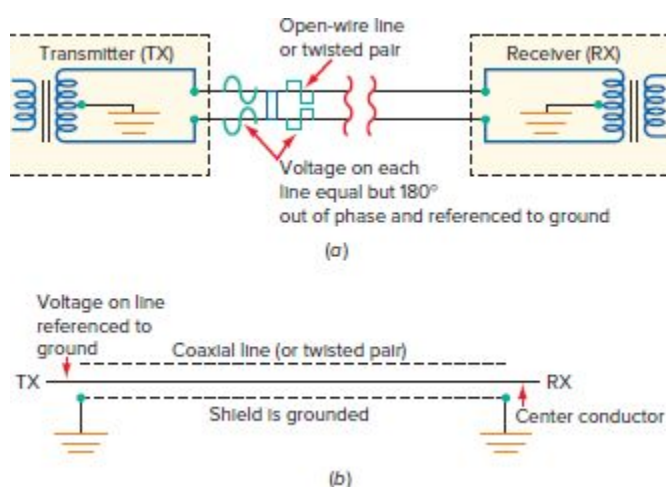 Open-wire line
or twisted pair
Transmitter (TX)
Receiver (RX)
Voltage on each
line equal but 180°
out of phase and referenced to ground
(a)
Voltage on line
referenced to
ground
Coaxial line (or twisted pair)
TX
RX
Shield is grounded
Center conductor
(b)